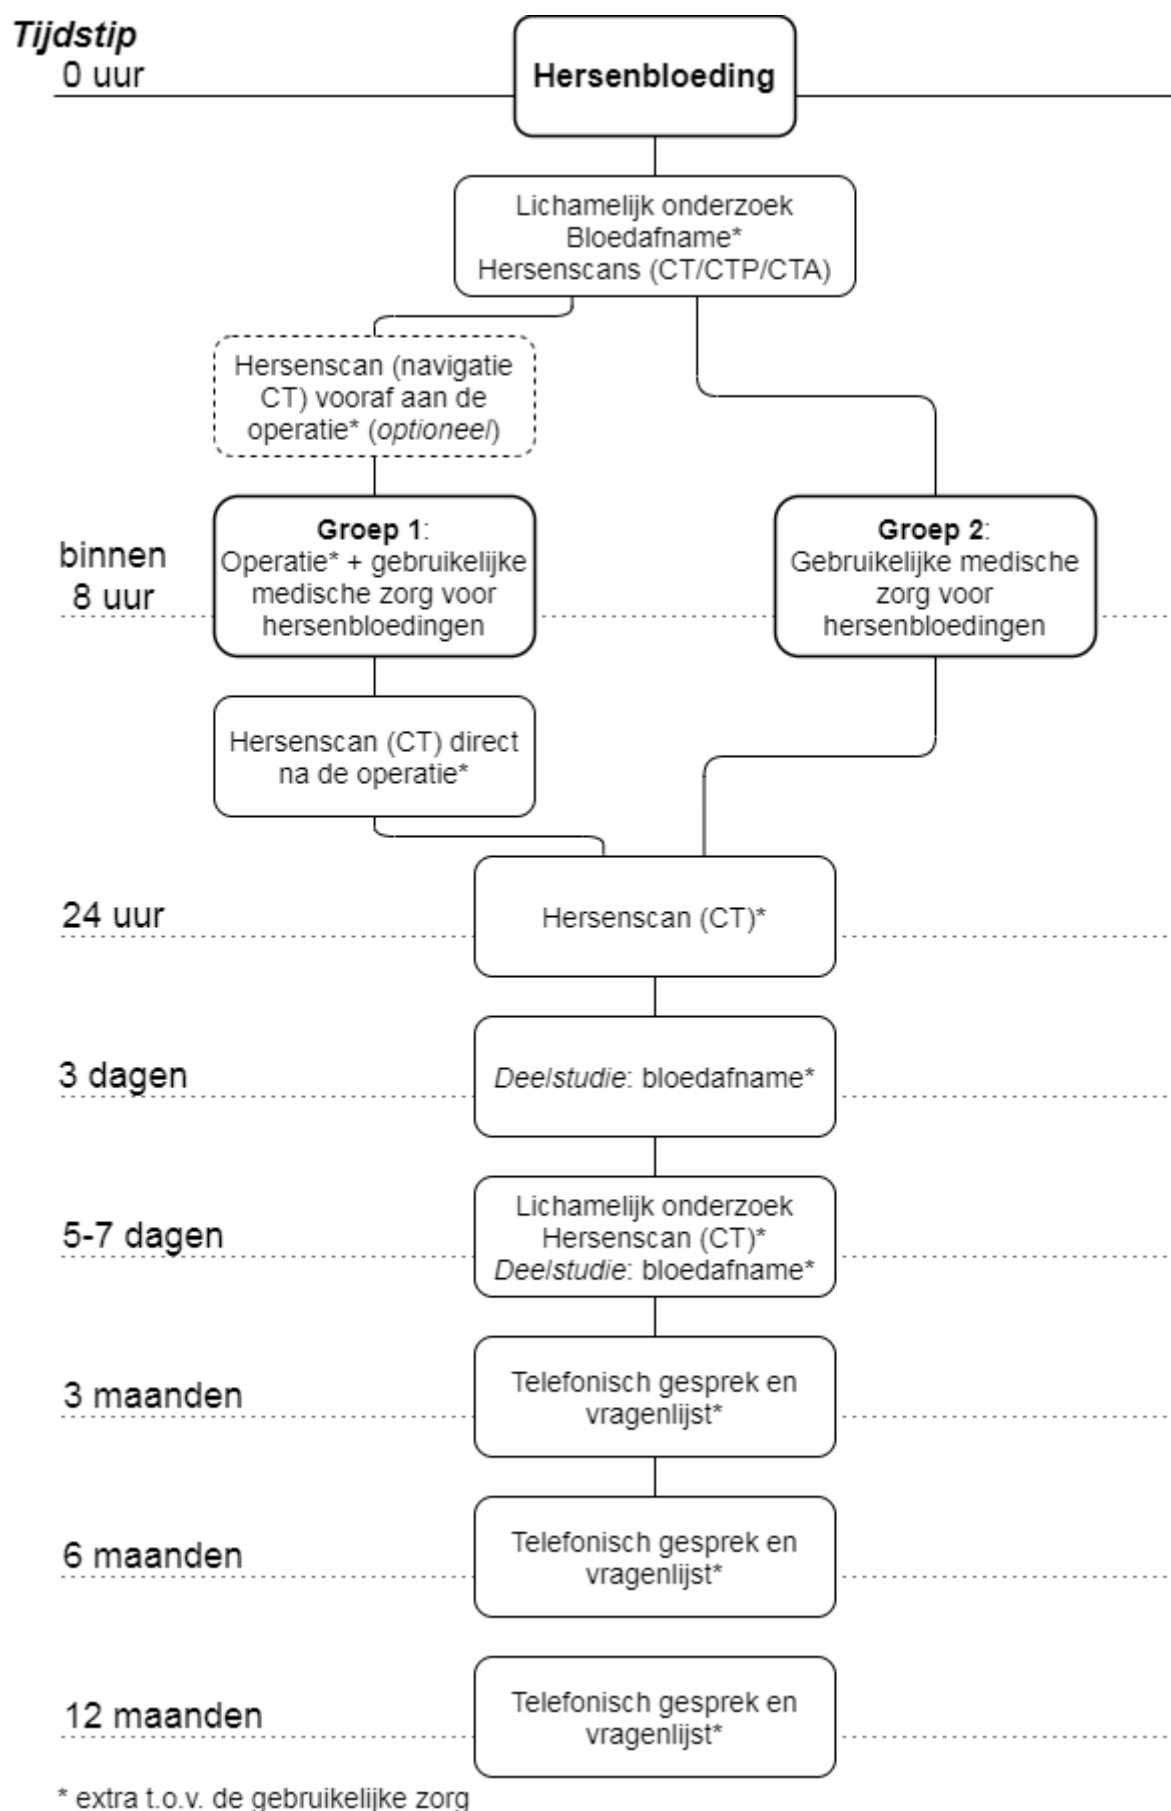 Tijdstip
0 uur
Hersenbloeding
Lichamelijk onderzoek
Bloedafname*
Hersenscans (CT/CTP/CTA)
Hersenscan (navigatie
CT) vooraf aan de
operatie* (optioneel)
binnen
8 uur
Groep 1:
Operatie* + gebruikelijke
medische zorg voor
hersenbloedingen
Groep 2:
Gebruikelijke medische
zorg voor
hersenbloedingen
Hersenscan (CT) direct
na de operatie*
24 uur
Hersenscan (CT)*
3 dagen
Deelstudie: bloedafname*
5-7 dagen
Lichamelijk onderzoek
Hersenscan (CT)*
Deelstudie: bloedafname*
3 maanden
Telefonisch gesprek en
vragenlijst*
6 maanden
Telefonisch gesprek en
vragenlijst*
12 maanden
Telefonisch gesprek en
vragenlijst*
* extra t.o.v. de gebruikelijke zorg